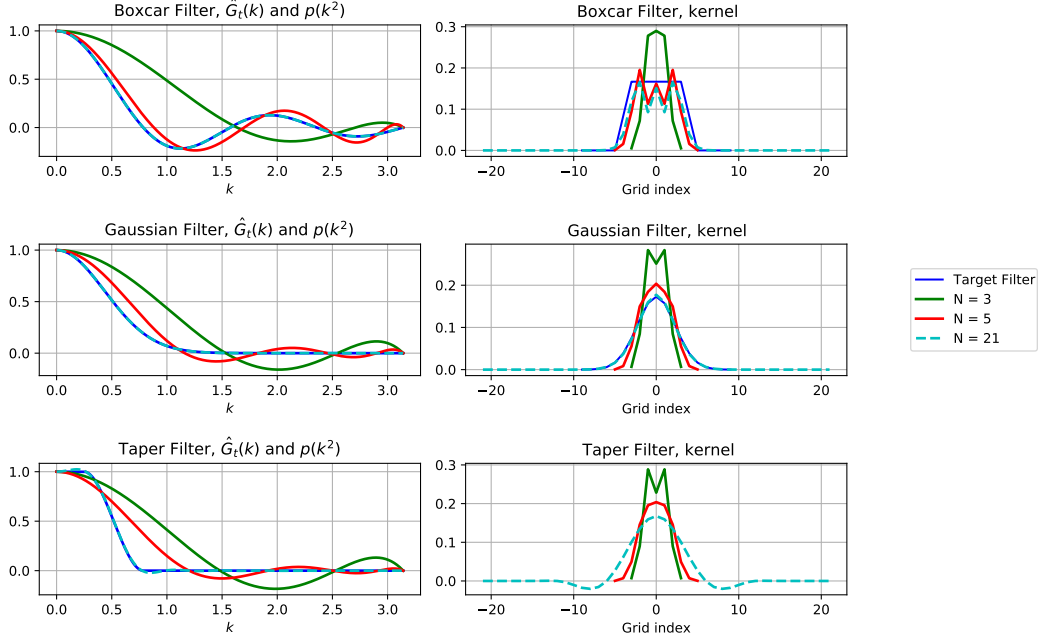 Boxcar Filter, Ĝ_t(k) and p(k²)
1.0
0.5
0.0
0.0 0.5 1.0 1.5 2.0 2.5 3.0
k
Boxcar Filter, kernel
0.3
0.2
0.1
0.0
−20 −10 0 10 20
Grid index
Gaussian Filter, Ĝ_t(k) and p(k²)
1.0
0.5
0.0
0.0 0.5 1.0 1.5 2.0 2.5 3.0
k
Gaussian Filter, kernel
0.2
0.1
0.0
−20 −10 0 10 20
Grid index
Target Filter
N = 3
N = 5
N = 21
Taper Filter, Ĝ_t(k) and p(k²)
1.0
0.5
0.0
0.0 0.5 1.0 1.5 2.0 2.5 3.0
k
Taper Filter, kernel
0.3
0.2
0.1
0.0
−20 −10 0 10 20
Grid index